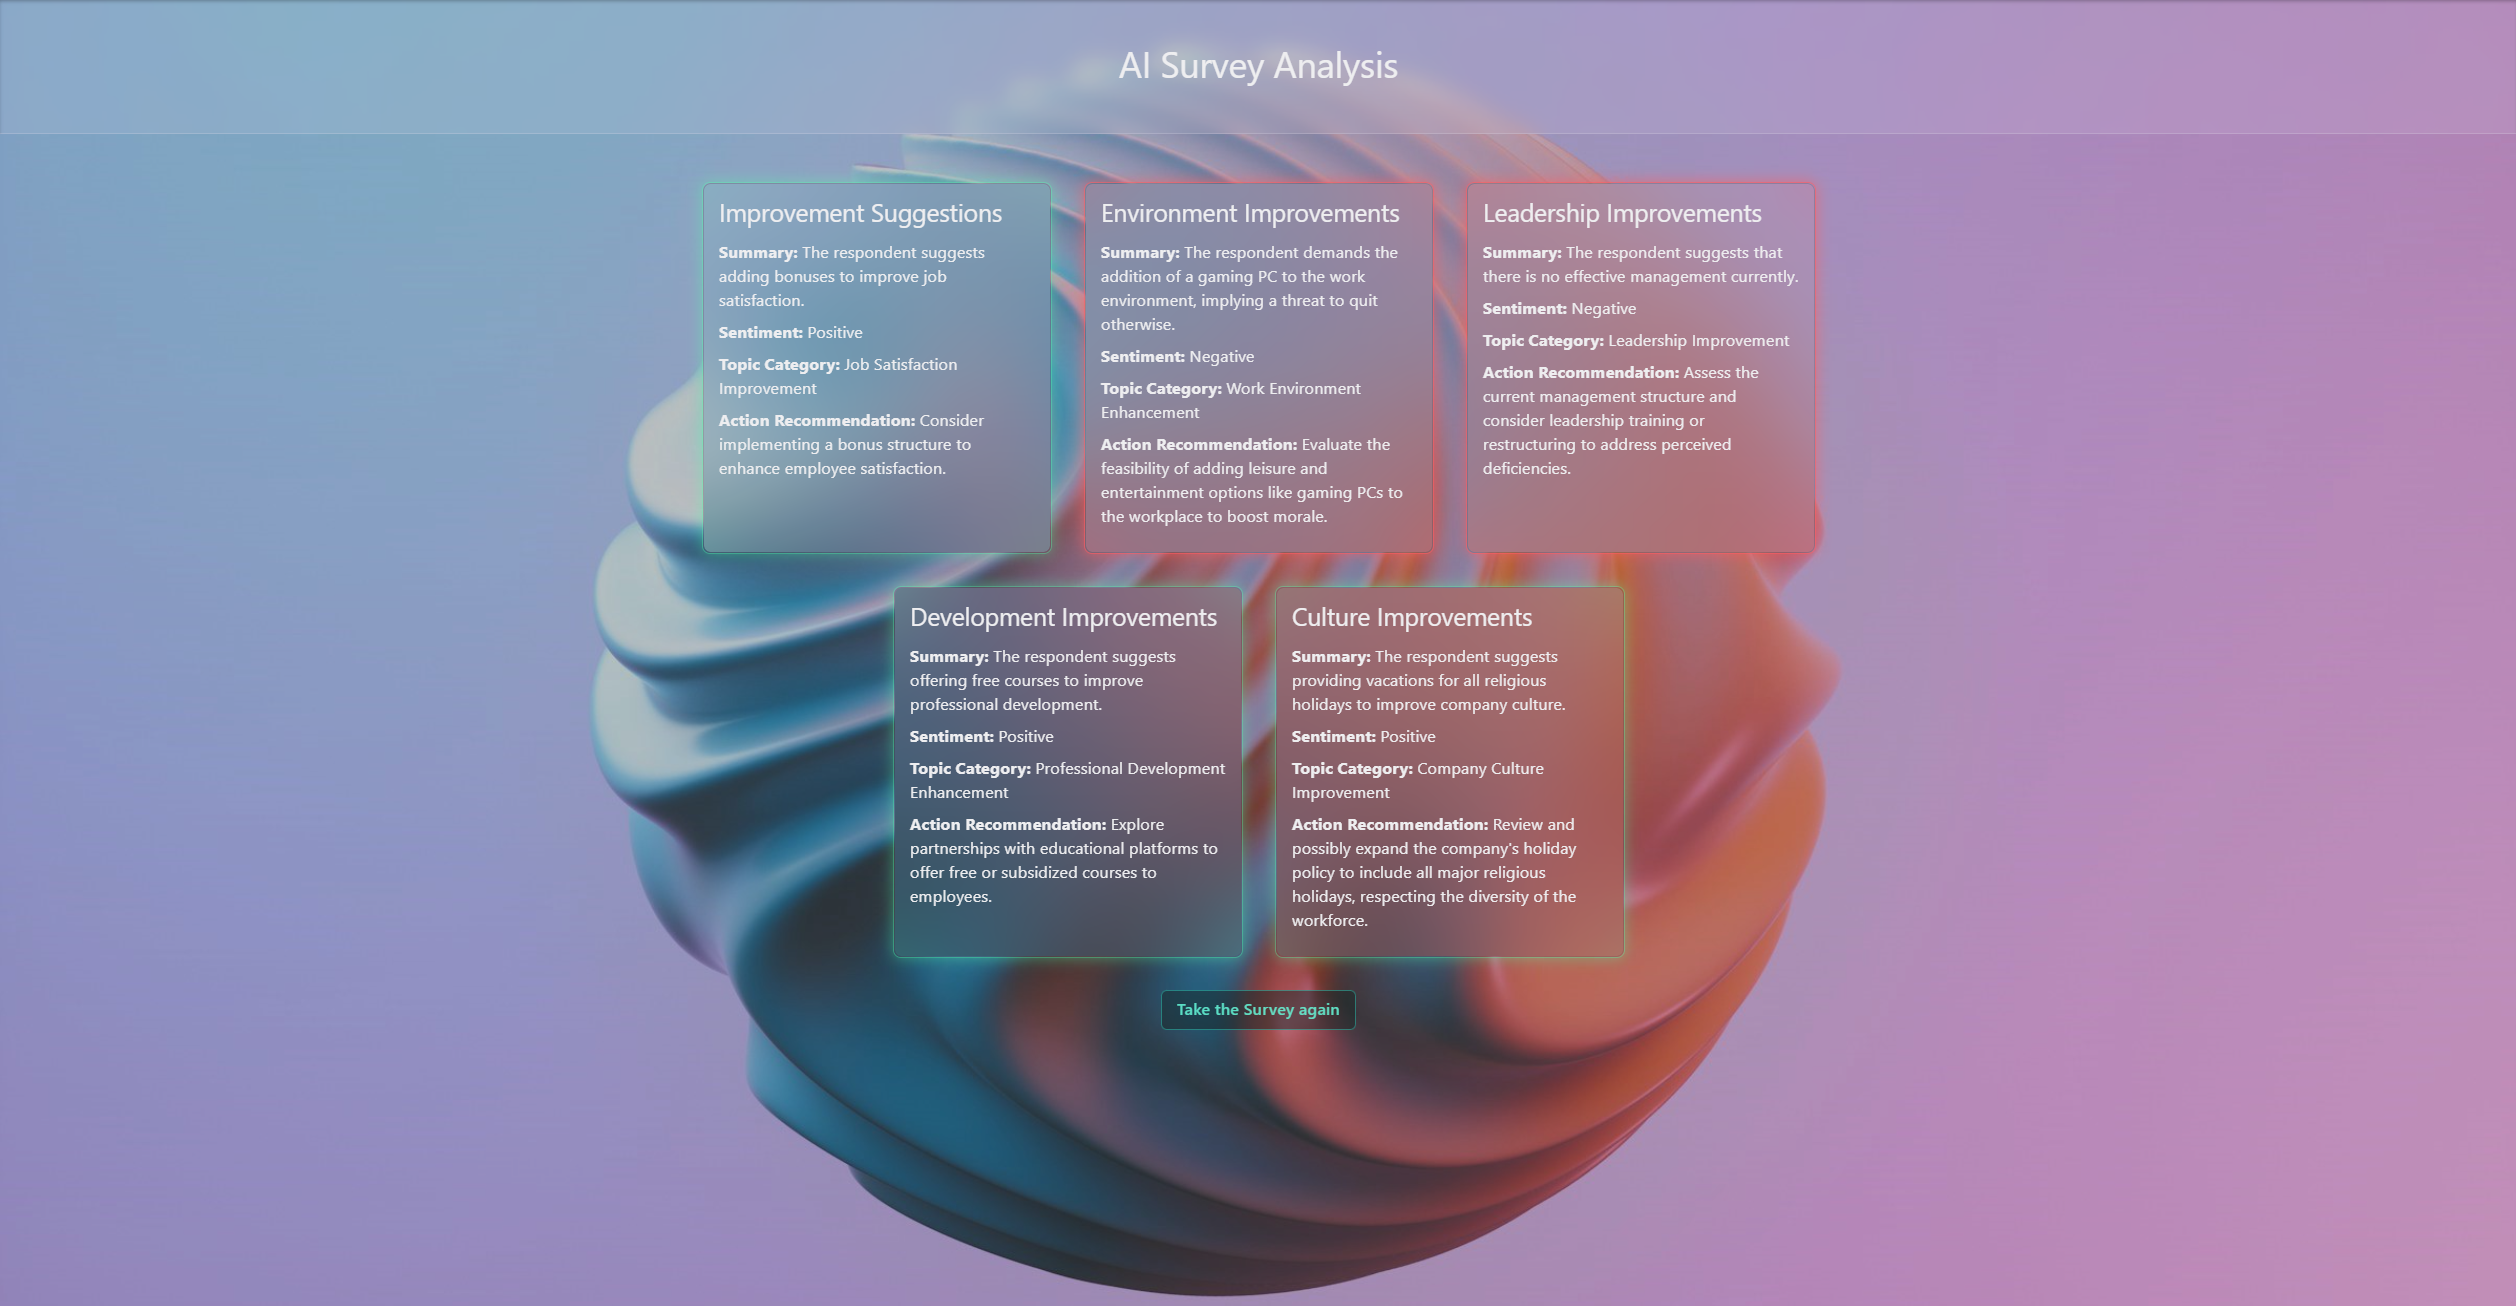 AI Survey Analysis
Improvement Suggestions
Summary: The respondent suggests
adding bonuses to improve job
satisfaction.
Sentiment: Positive
Topic Category: Job Satisfaction
Improvement
Action Recommendation: Consider
implementing a bonus structure to
enhance employee satisfaction.
Environment Improvements
Summary: The respondent demands the
addition of a gaming PC to the work
environment, implying a threat to quit
otherwise.
Sentiment: Negative
Topic Category: Work Environment
Enhancement
Action Recommendation: Evaluate the
feasibility of adding leisure and
entertainment options like gaming PCs to
the workplace to boost morale.
Leadership Improvements
Summary: The respondent suggests that
there is no effective management currently.
Sentiment: Negative
Topic Category: Leadership Improvement
Action Recommendation: Assess the
current management structure and
consider leadership training or
restructuring to address perceived
deficiencies.
Development Improvements
Summary: The respondent suggests
offering free courses to improve
professional development.
Sentiment: Positive
Topic Category: Professional Development
Enhancement
Action Recommendation: Explore
partnerships with educational platforms to
offer free or subsidized courses to
employees.
Culture Improvements
Summary: The respondent suggests
providing vacations for all religious
holidays to improve company culture.
Sentiment: Positive
Topic Category: Company Culture
Improvement
Action Recommendation: Review and
possibly expand the company's holiday
policy to include all major religious
holidays, respecting the diversity of the
workforce.
Take the Survey again